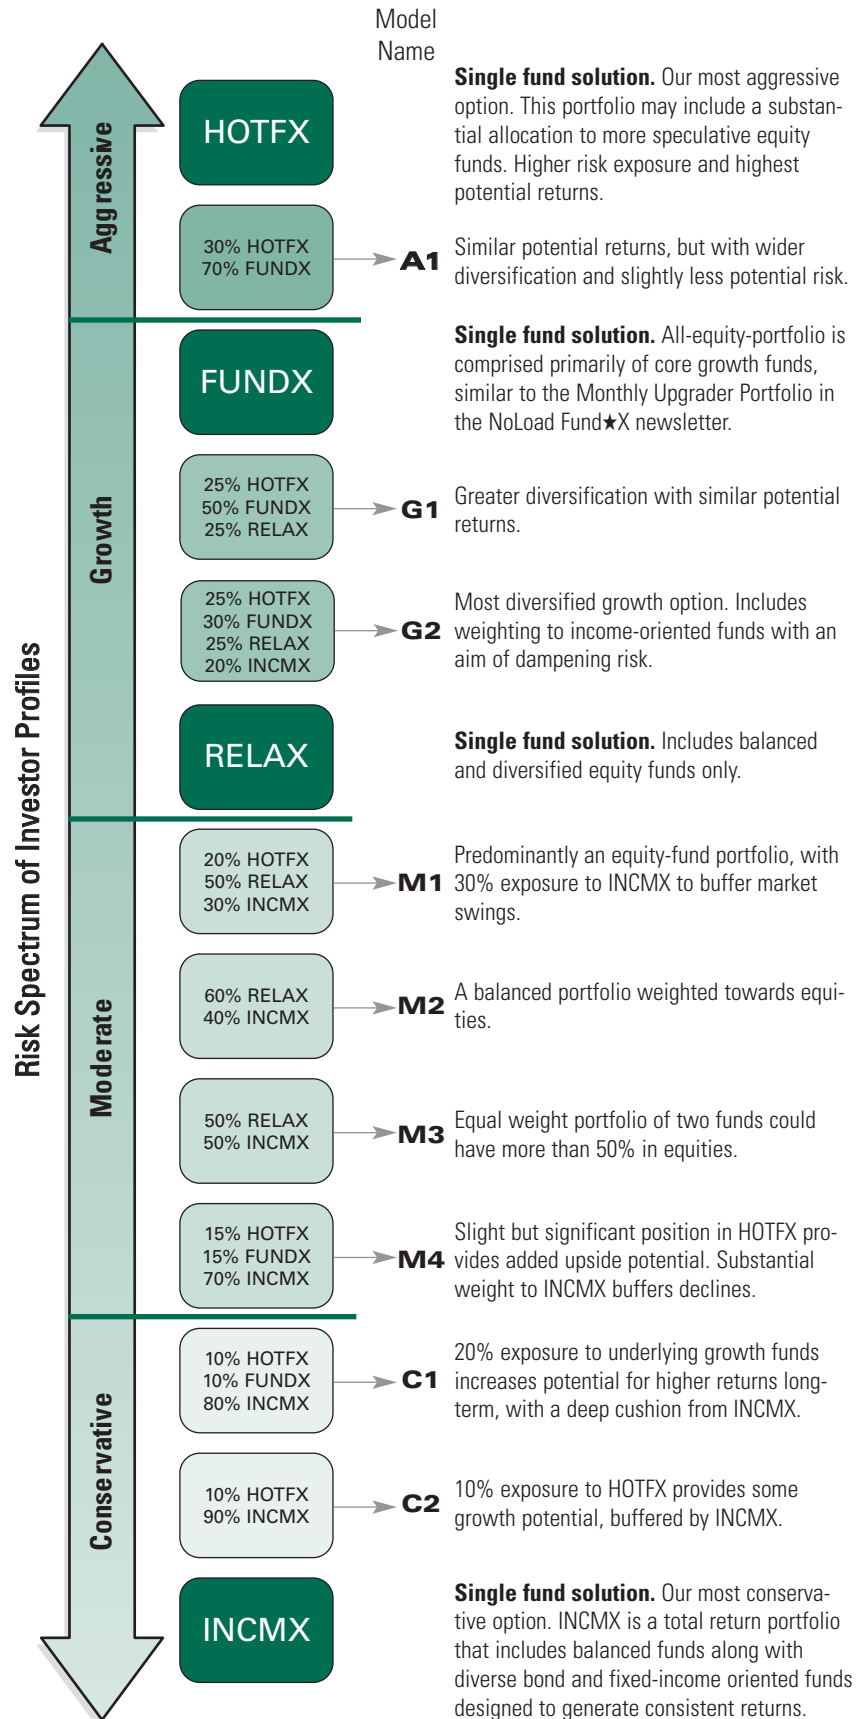 Model
Name
Risk Spectrum of Investor Profiles
Aggressive
HOTFX
Single fund solution. Our most aggressive
option. This portfolio may include a substan-
tial allocation to more speculative equity
funds. Higher risk exposure and highest
potential returns.
30% HOTFX
70% FUNDX
A1
Similar potential returns, but with wider
diversification and slightly less potential risk.
Growth
FUNDX
Single fund solution. All-equity-portfolio is
comprised primarily of core growth funds,
similar to the Monthly Upgrader Portfolio in
the NoLoad Fund★X newsletter.
25% HOTFX
50% FUNDX
25% RELAX
G1
Greater diversification with similar potential
returns.
25% HOTFX
30% FUNDX
25% RELAX
20% INCMX
G2
Most diversified growth option. Includes
weighting to income-oriented funds with an
aim of dampening risk.
RELAX
Single fund solution. Includes balanced
and diversified equity funds only.
Moderate
20% HOTFX
50% RELAX
30% INCMX
M1
Predominantly an equity-fund portfolio, with
30% exposure to INCMX to buffer market
swings.
60% RELAX
40% INCMX
M2
A balanced portfolio weighted towards equi-
ties.
50% RELAX
50% INCMX
M3
Equal weight portfolio of two funds could
have more than 50% in equities.
15% HOTFX
15% FUNDX
70% INCMX
M4
Slight but significant position in HOTFX pro-
vides added upside potential. Substantial
weight to INCMX buffers declines.
Conservative
10% HOTFX
10% FUNDX
80% INCMX
C1
20% exposure to underlying growth funds
increases potential for higher returns long-
term, with a deep cushion from INCMX.
10% HOTFX
90% INCMX
C2
10% exposure to HOTFX provides some
growth potential, buffered by INCMX.
INCMX
Single fund solution. Our most conserva-
tive option. INCMX is a total return portfolio
that includes balanced funds along with
diverse bond and fixed-income oriented funds
designed to generate consistent returns.